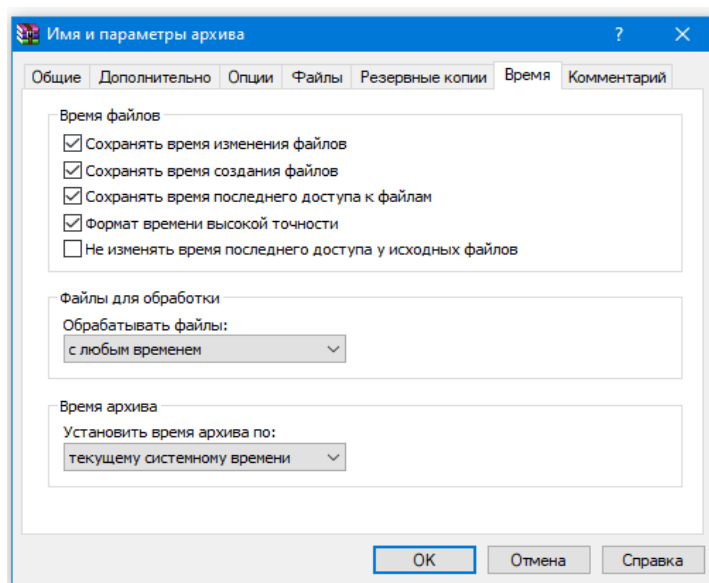 Имя и параметры архива
Общие Дополнительно Опции Файлы Резервные копии Время Комментарий
Время файлов
Сохранять время изменения файлов
Сохранять время создания файлов
Сохранять время последнего доступа к файлам
Формат времени высокой точности
Не изменять время последнего доступа у исходных файлов
Файлы для обработки
Обрабатывать файлы:
с любым временем
Время архива
Установить время архива по:
текущему системному времени
OK Отмена Справка